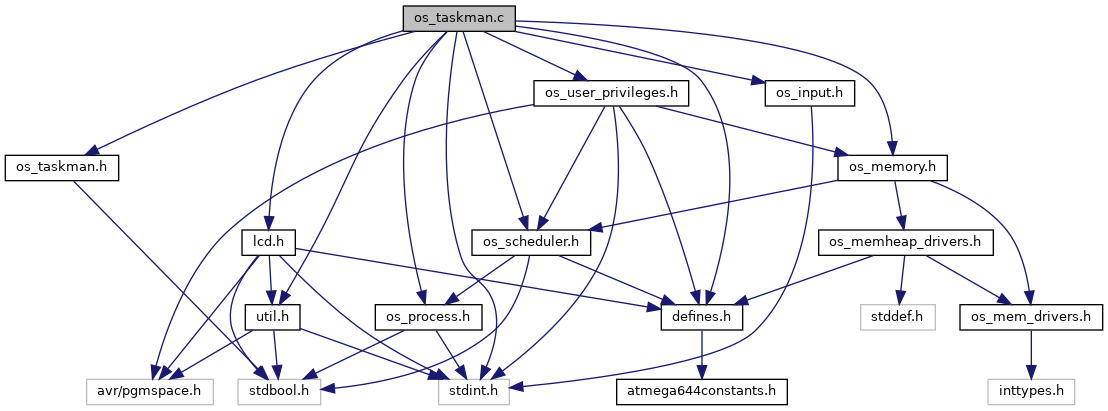 os_taskman.c
os_user_privileges.h
os_input.h
os_taskman.h
os_memory.h
lcd.h
os_scheduler.h
os_memheap_drivers.h
util.h
os_process.h
defines.h
stddef.h
os_mem_drivers.h
avr/pgmspace.h
stdbool.h
stdint.h
atmega644constants.h
inttypes.h